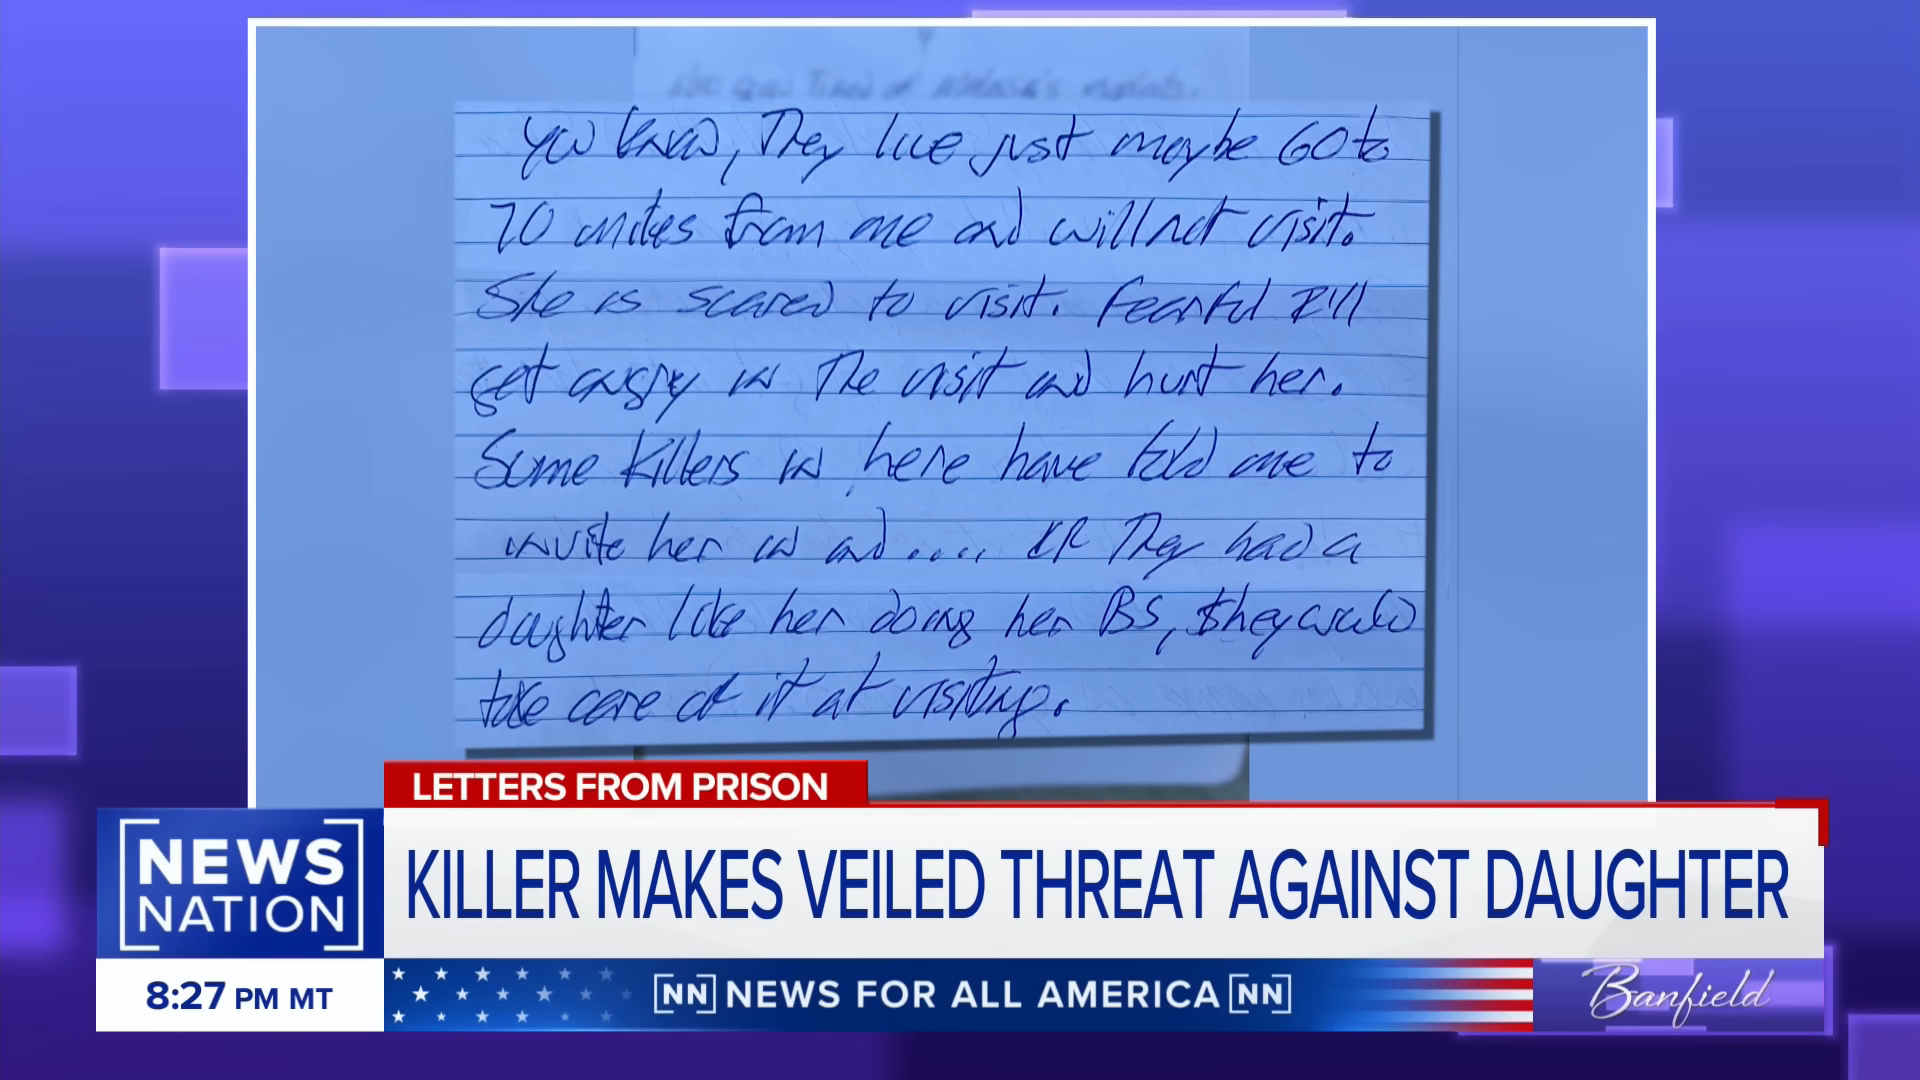 You know, They live just maybe 60 to
70 miles from me and will not visit.
She is scared to visit. Fearful I'll
get angry in The visit and hurt her.
Some Killers in here have told me to
invite her in and.... If They had a
daughter like her doing her BS, they would
take care of it at visiting.
LETTERS FROM PRISON
NEWS
NATION
KILLER MAKES VEILED THREAT AGAINST DAUGHTER
8:27 PM MT
NN NEWS FOR ALL AMERICA NN
Banfield